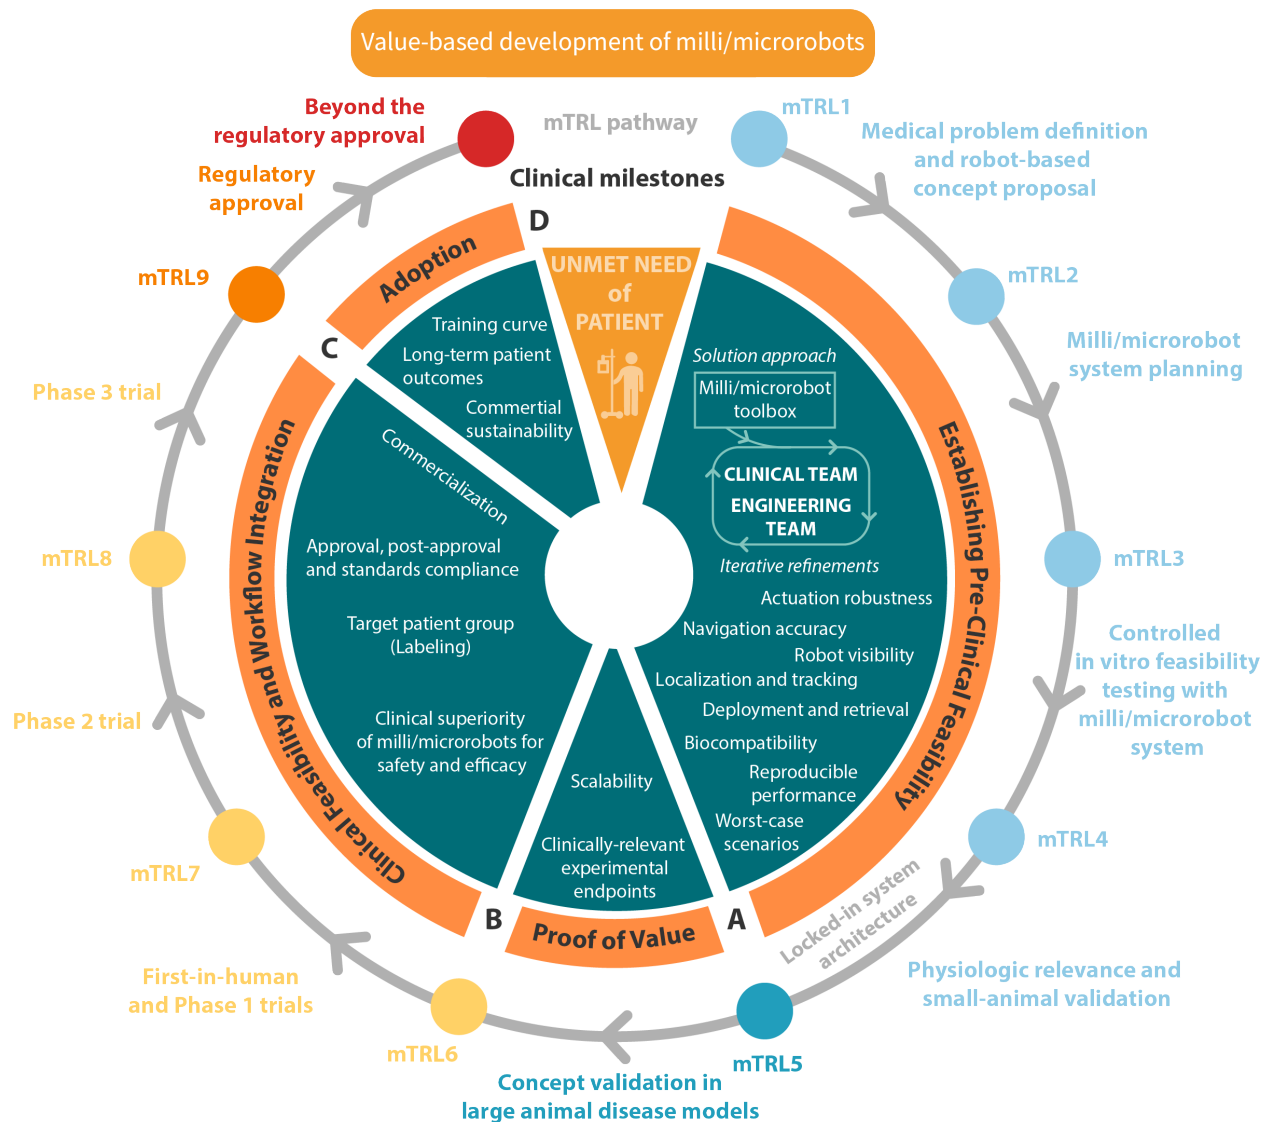 Value-based development of milli/microrobots
mTRL pathway
Clinical milestones
mTRL1
Medical problem definition
and robot-based
concept proposal
mTRL2
Milli/microrobot
system planning
mTRL3
Controlled
in vitro feasibility
testing with
milli/microrobot
system
mTRL4
Locked-in system
architecture
Physiologic relevance and
small-animal validation
mTRL5
Concept validation in
large animal disease models
mTRL6
First-in-human
and Phase 1 trials
mTRL7
Phase 2 trial
mTRL8
Phase 3 trial
mTRL9
Regulatory
approval
Beyond the
regulatory approval
UNMET NEED
of
PATIENT
Establishing Pre-Clinical Feasibility
Solution approach
Milli/microrobot
toolbox
CLINICAL TEAM
ENGINEERING
TEAM
Iterative refinements
Actuation robustness
Navigation accuracy
Robot visibility
Localization and tracking
Deployment and retrieval
Biocompatibility
Reproducible
performance
Worst-case
scenarios
A
Proof of Value
Scalability
Clinically-relevant
experimental
endpoints
B
Clinical Feasibility and Workflow Integration
Commercialization
Approval, post-approval
and standards compliance
Target patient group
(Labeling)
Clinical superiority
of milli/microrobots for
safety and efficacy
C
Adoption
Training curve
Long-term patient
outcomes
Commertial
sustainability
D